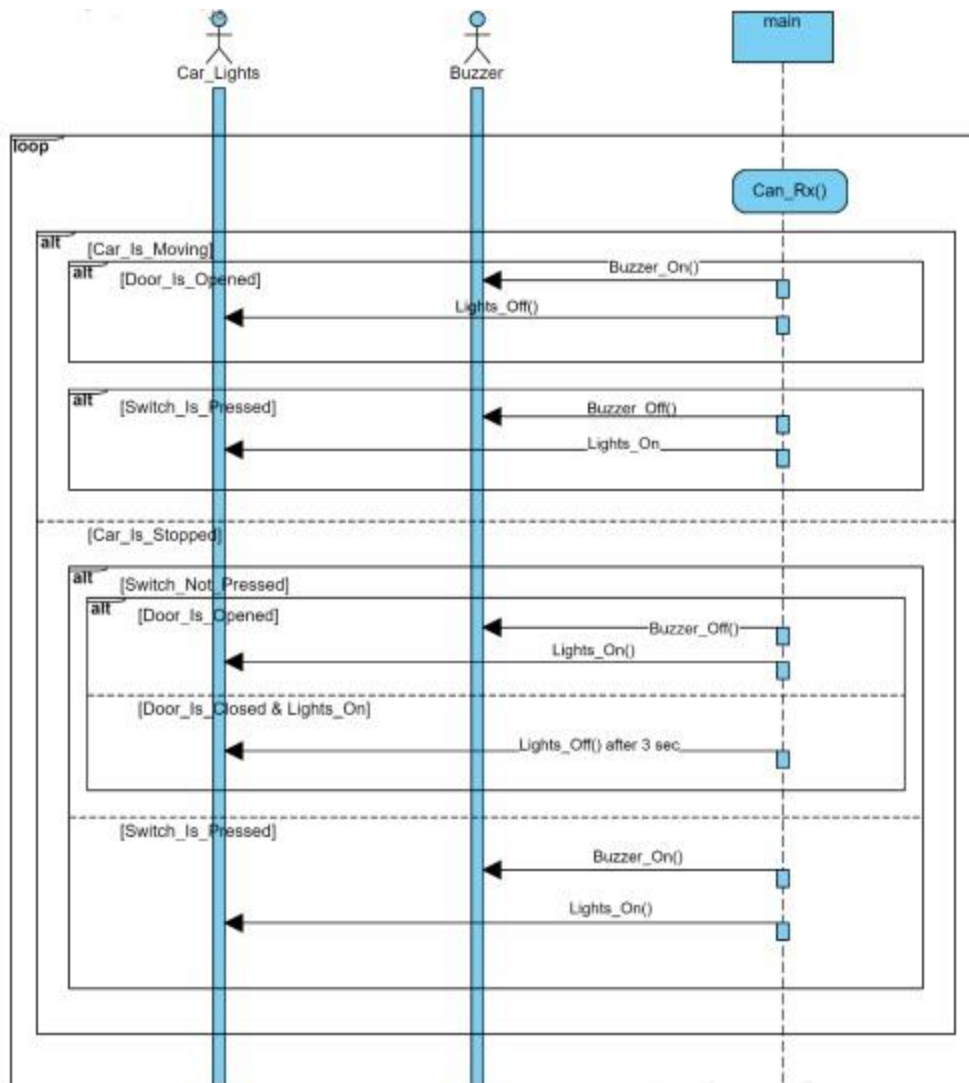 Car_Lights
Buzzer
main
loop
Can_Rx()
alt
[Car_Is_Moving]
alt
[Door_Is_Opened]
Buzzer_On()
Lights_Off()
alt
[Switch_Is_Pressed]
Buzzer_Off()
Lights_On
[Car_Is_Stopped]
alt
[Switch_Not_Pressed]
alt
[Door_Is_Opened]
Buzzer_Off()
Lights_On()
[Door_Is_Closed & Lights_On]
Lights_Off() after 3 sec
[Switch_Is_Pressed]
Buzzer_On()
Lights_On()